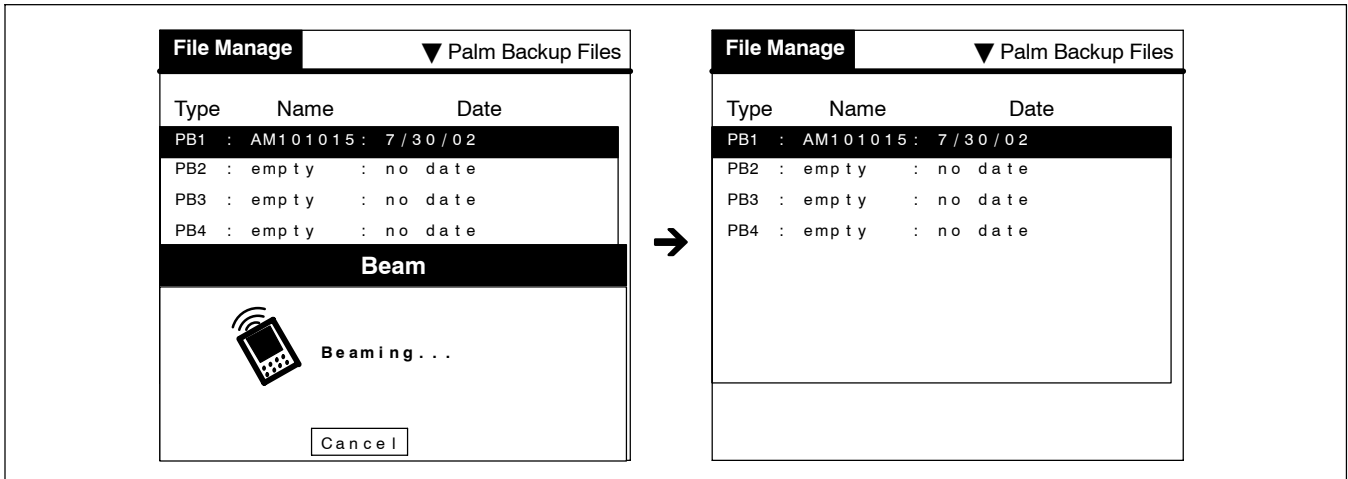 File Manage ▼ Palm Backup Files
Type Name Date
PB1 : AM101015: 7/30/02
PB2 : empty : no date
PB3 : empty : no date
PB4 : empty : no date
Beam
Beaming...
Cancel
➔
File Manage ▼ Palm Backup Files
Type Name Date
PB1 : AM101015: 7/30/02
PB2 : empty : no date
PB3 : empty : no date
PB4 : empty : no date